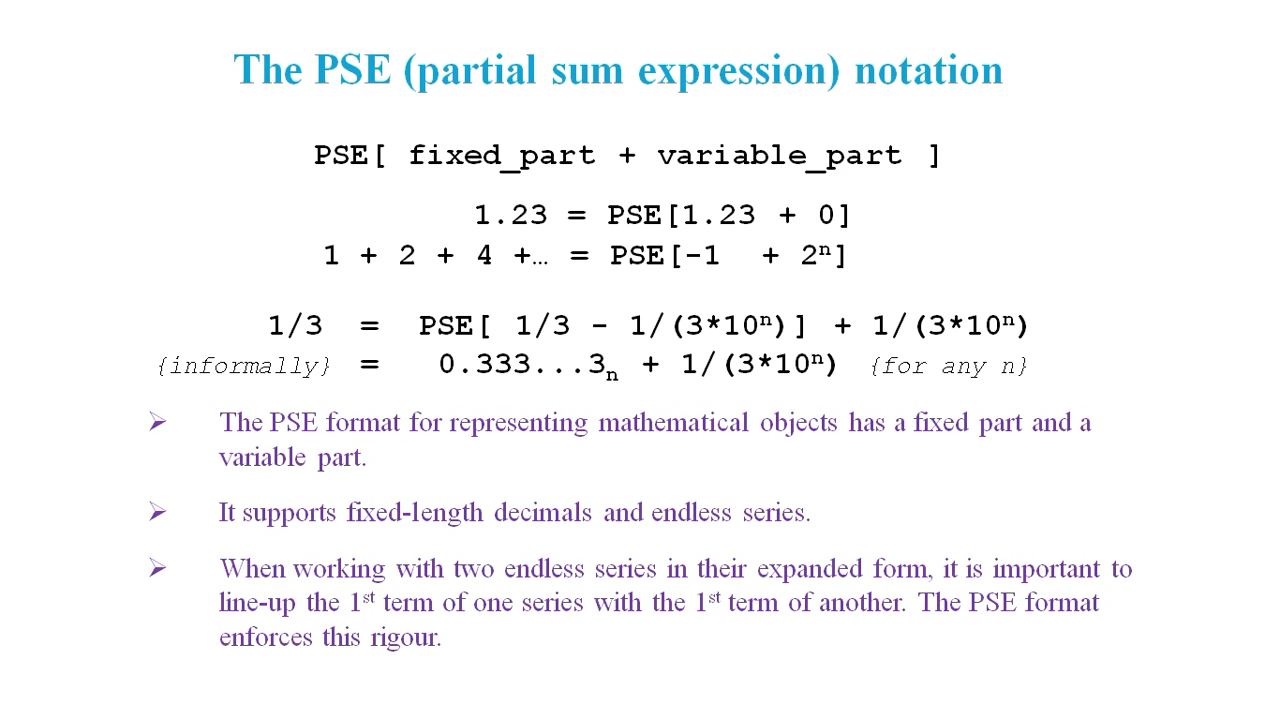 The PSE (partial sum expression) notation
PSE[ fixed_part + variable_part ]
1.23 = PSE[1.23 + 0]
1 + 2 + 4 +… = PSE[-1 + 2ⁿ]
1/3 = PSE[ 1/3 - 1/(3*10ⁿ)] + 1/(3*10ⁿ)
{informally} = 0.333...3ₙ + 1/(3*10ⁿ) {for any n}
➢ The PSE format for representing mathematical objects has a fixed part and a
variable part.
➢ It supports fixed-length decimals and endless series.
➢ When working with two endless series in their expanded form, it is important to
line-up the 1ˢᵗ term of one series with the 1ˢᵗ term of another. The PSE format
enforces this rigour.